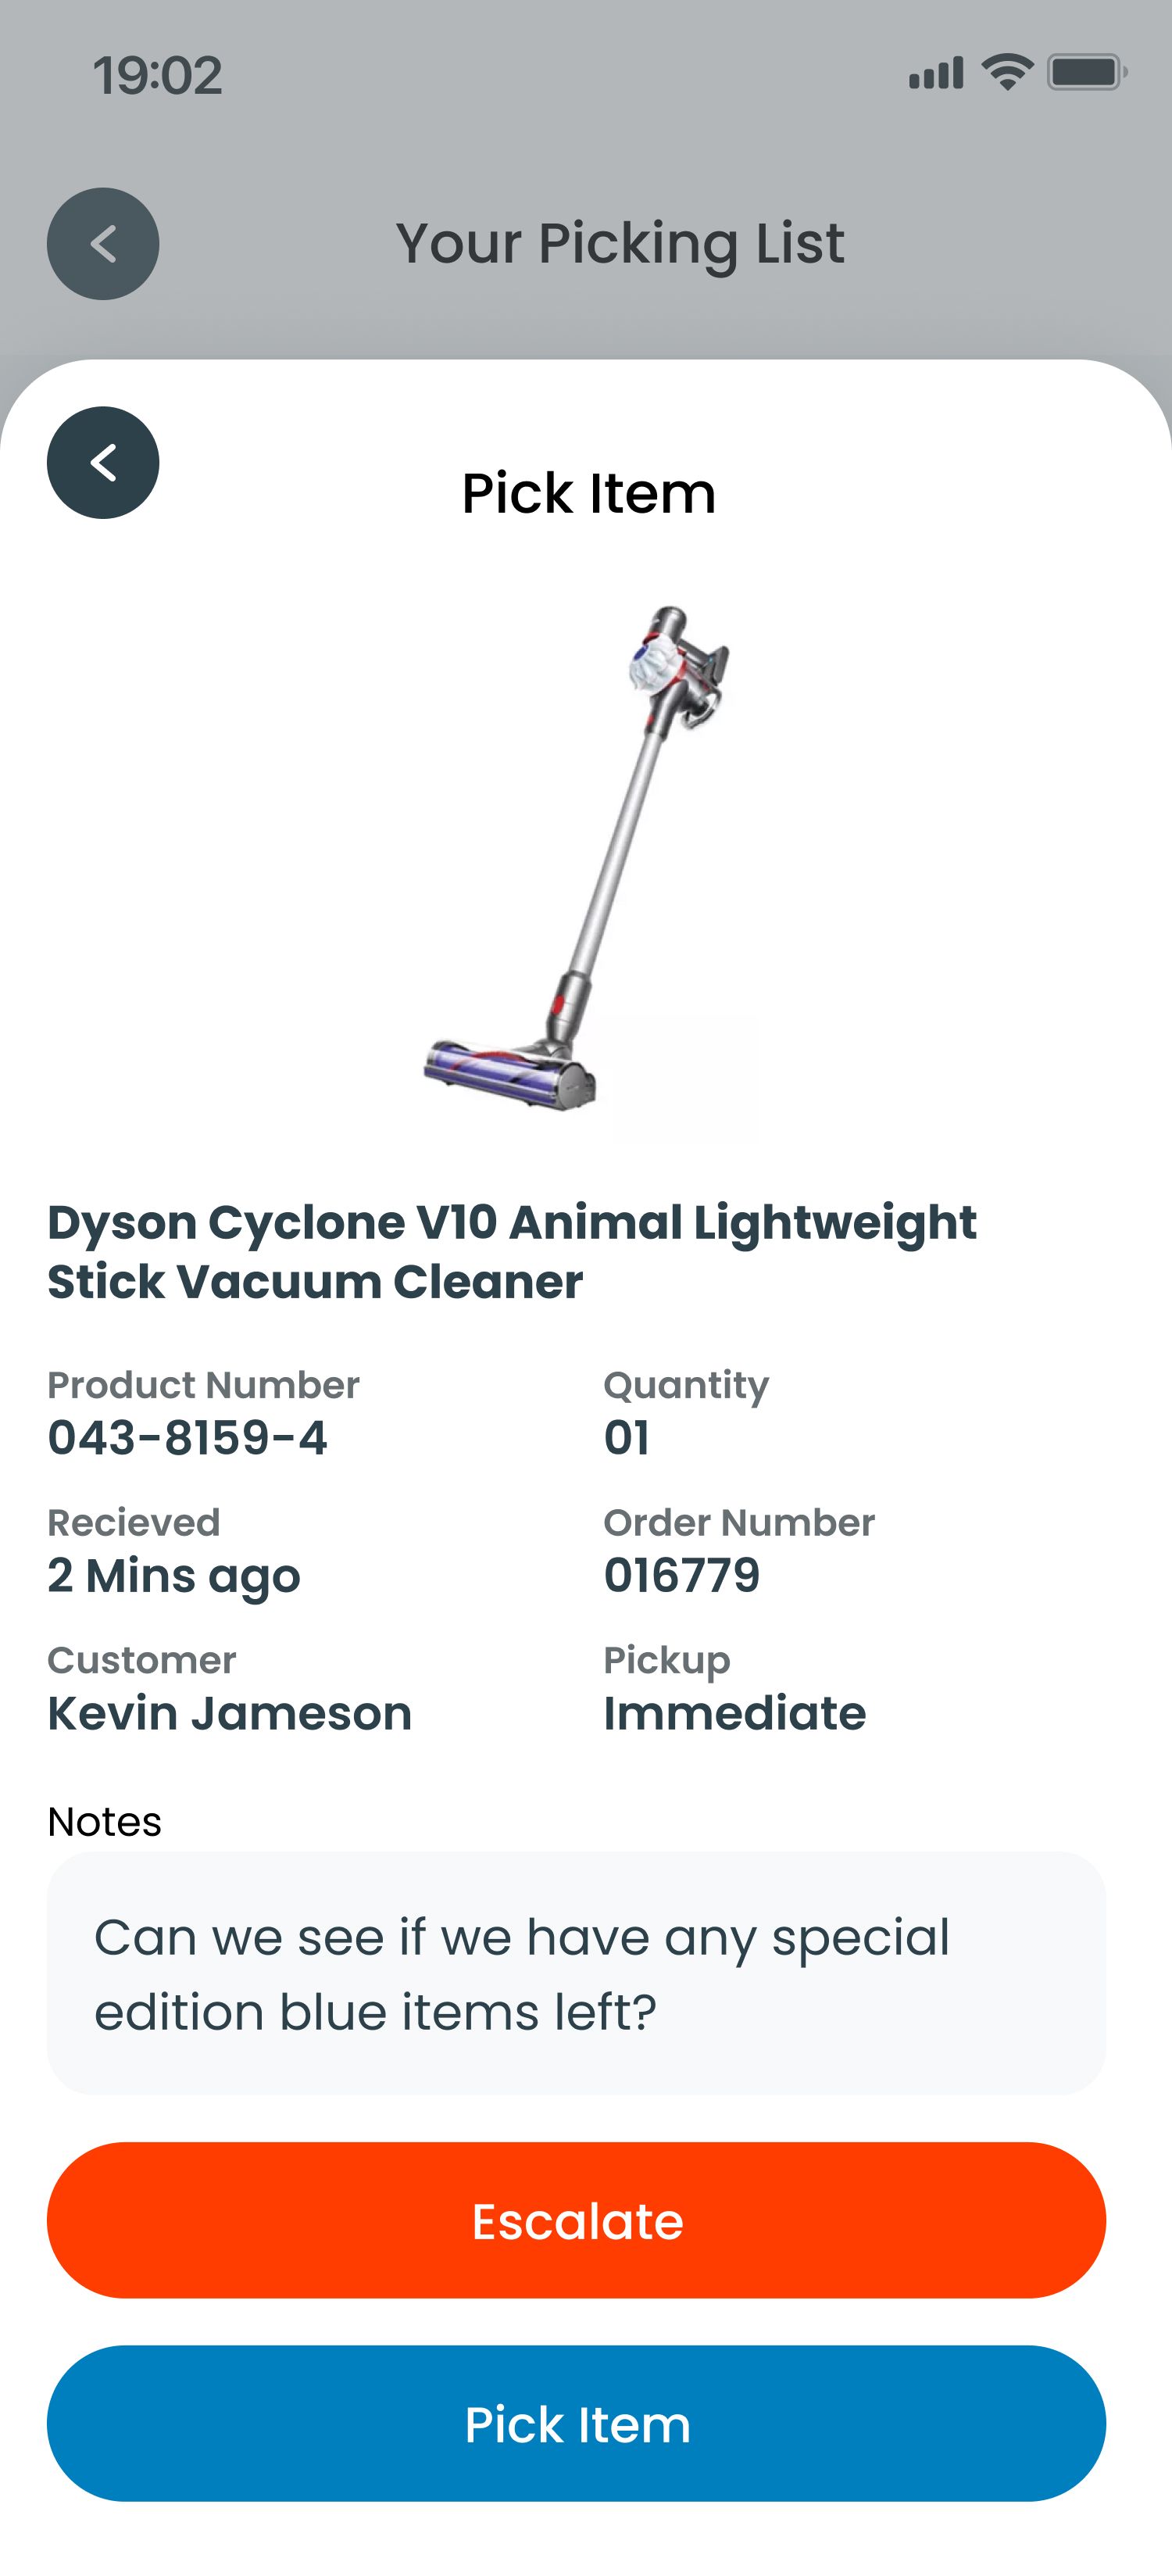 19:02
Your Picking List
Pick Item
Dyson Cyclone V10 Animal Lightweight
Stick Vacuum Cleaner
Product Number
043-8159-4
Quantity
01
Recieved
2 Mins ago
Order Number
016779
Customer
Kevin Jameson
Pickup
Immediate
Notes
Can we see if we have any special
edition blue items left?
Escalate
Pick Item